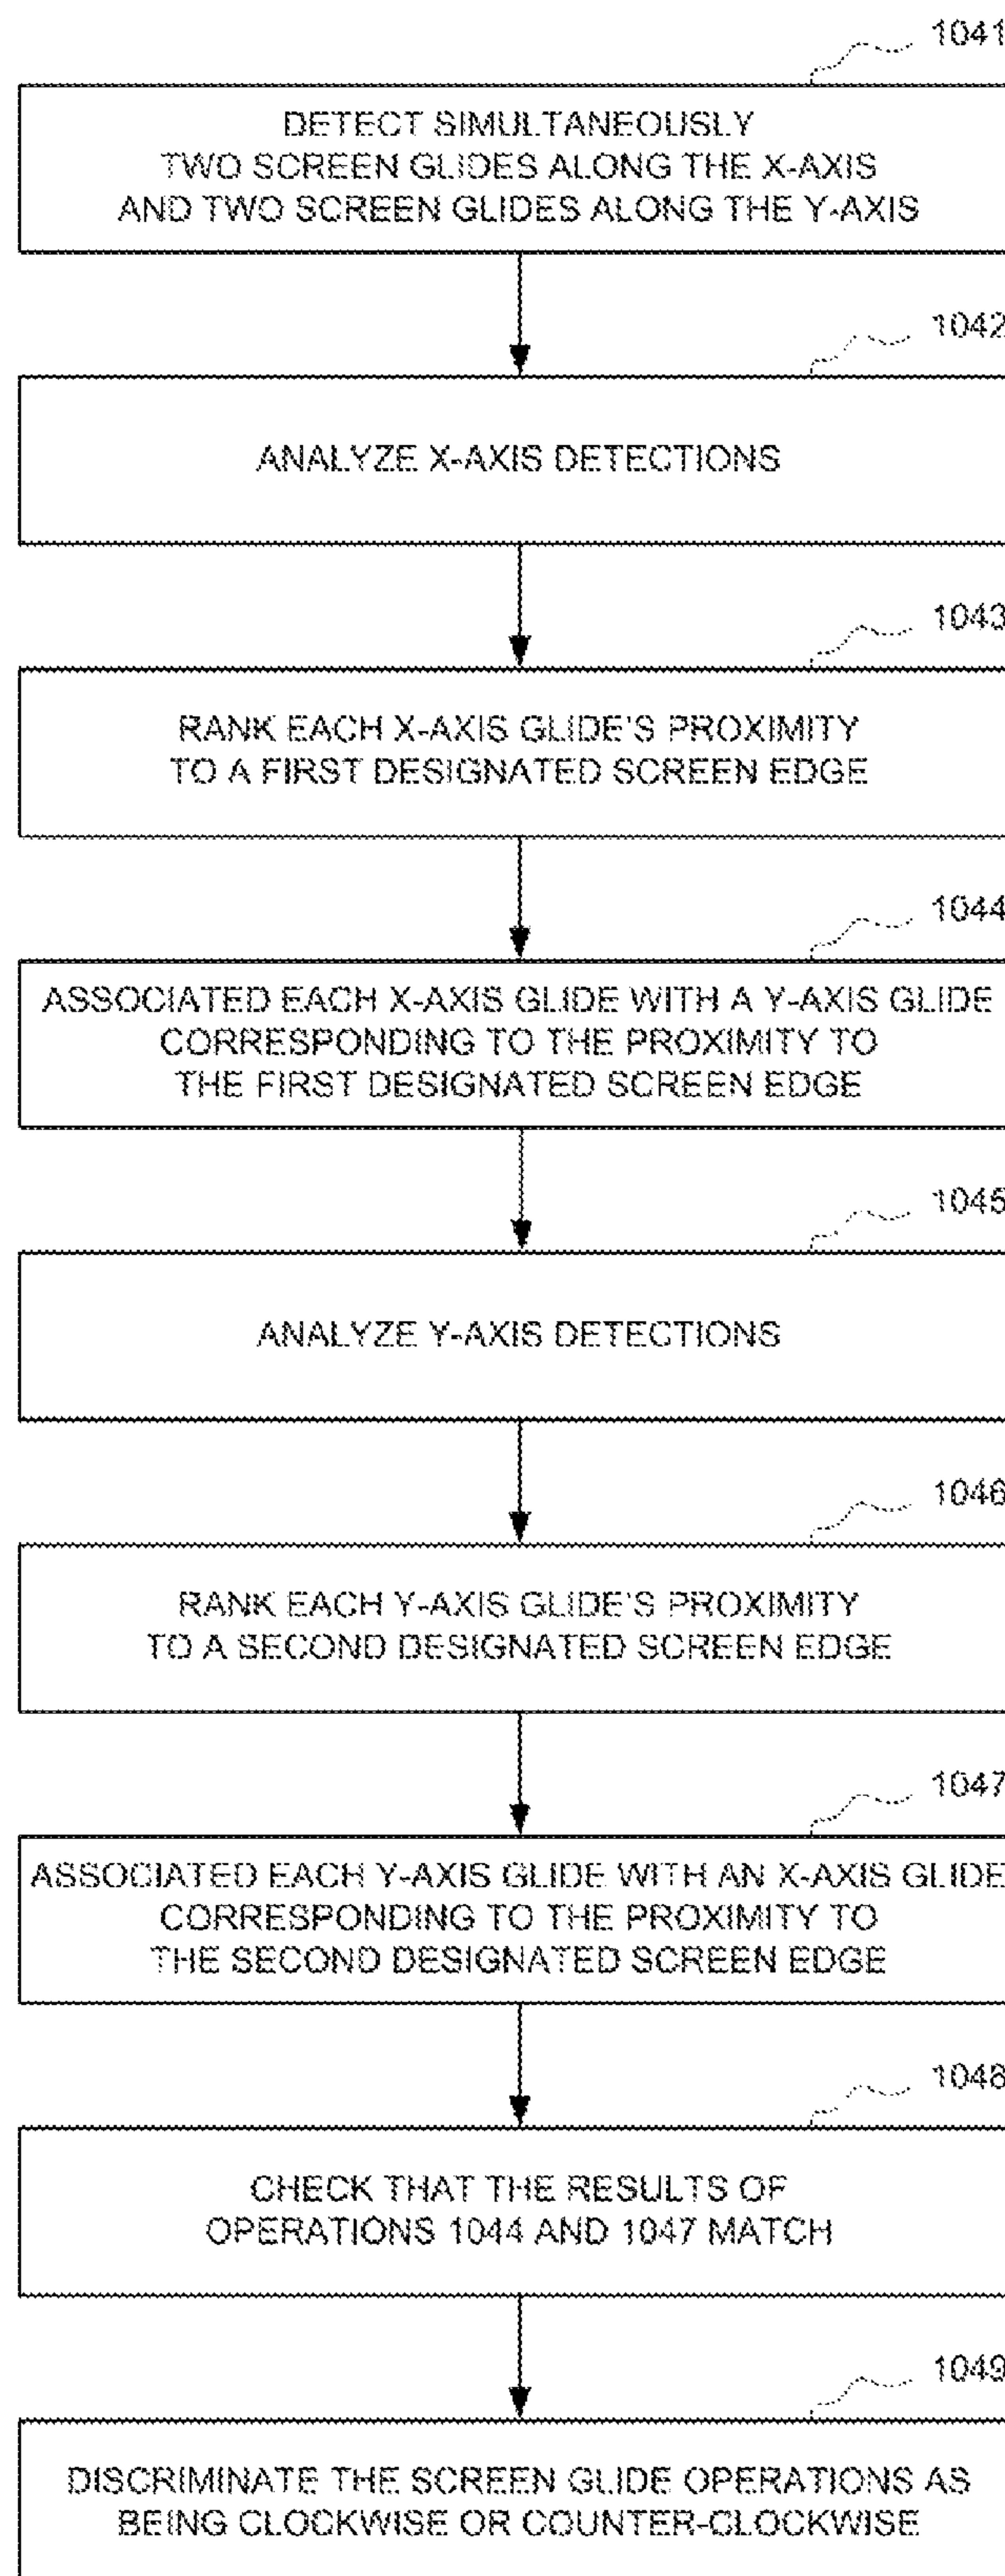 1041
DETECT SIMULTANEOUSLY
TWO SCREEN GLIDES ALONG THE X-AXIS
AND TWO SCREEN GLIDES ALONG THE Y-AXIS
1042
ANALYZE X-AXIS DETECTIONS
1043
RANK EACH X-AXIS GLIDE'S PROXIMITY
TO A FIRST DESIGNATED SCREEN EDGE
1044
ASSOCIATED EACH X-AXIS GLIDE WITH A Y-AXIS GLIDE
CORRESPONDING TO THE PROXIMITY TO
THE FIRST DESIGNATED SCREEN EDGE
1045
ANALYZE Y-AXIS DETECTIONS
1046
RANK EACH Y-AXIS GLIDE'S PROXIMITY
TO A SECOND DESIGNATED SCREEN EDGE
1047
ASSOCIATED EACH Y-AXIS GLIDE WITH AN X-AXIS GLIDE
CORRESPONDING TO THE PROXIMITY TO
THE SECOND DESIGNATED SCREEN EDGE
1048
CHECK THAT THE RESULTS OF
OPERATIONS 1044 AND 1047 MATCH
1049
DISCRIMINATE THE SCREEN GLIDE OPERATIONS AS
BEING CLOCKWISE OR COUNTER-CLOCKWISE